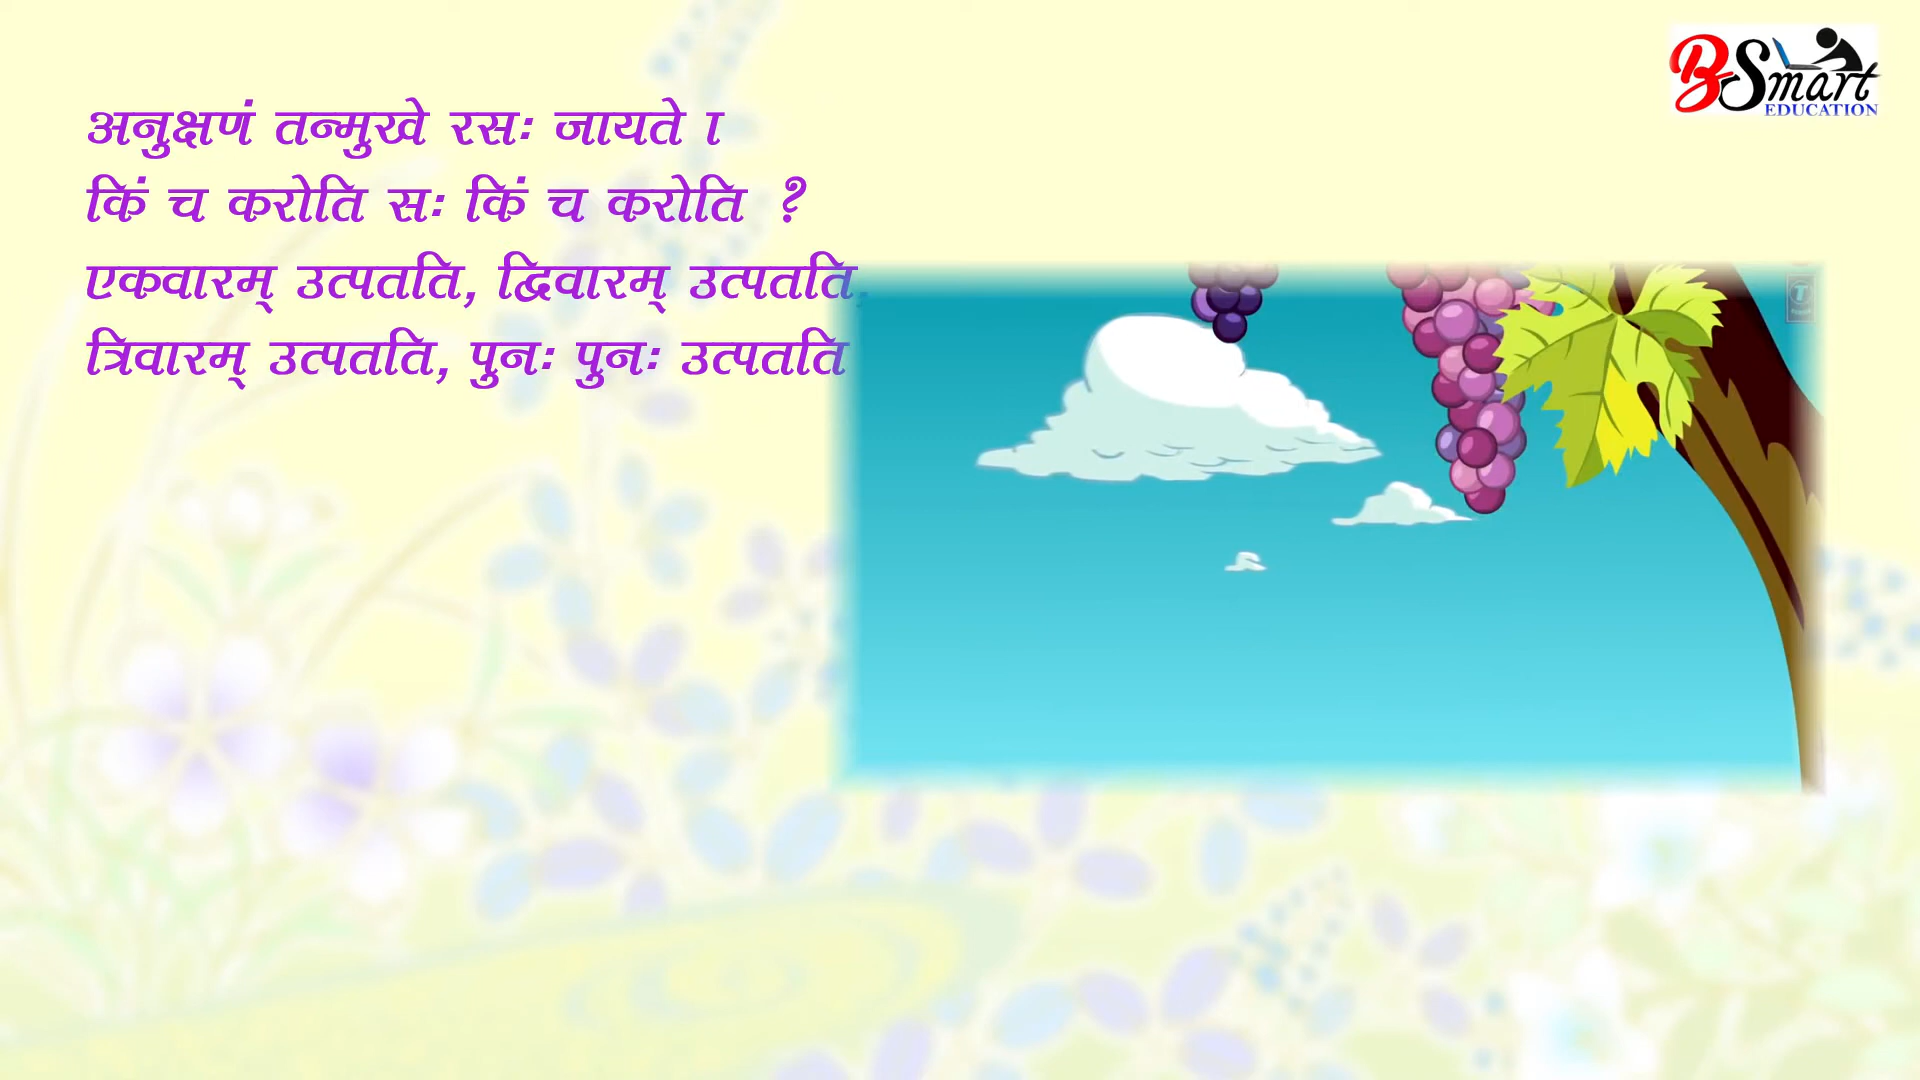 अनुक्षणं तन्मुखे रसः जायते ।
किं च करोति सः किं च करोति ?
एकवारम् उत्पतति, द्विवारम् उत्पतति,
त्रिवारम् उत्पतति, पुनः पुनः उत्पतति
BSmart
EDUCATION
T